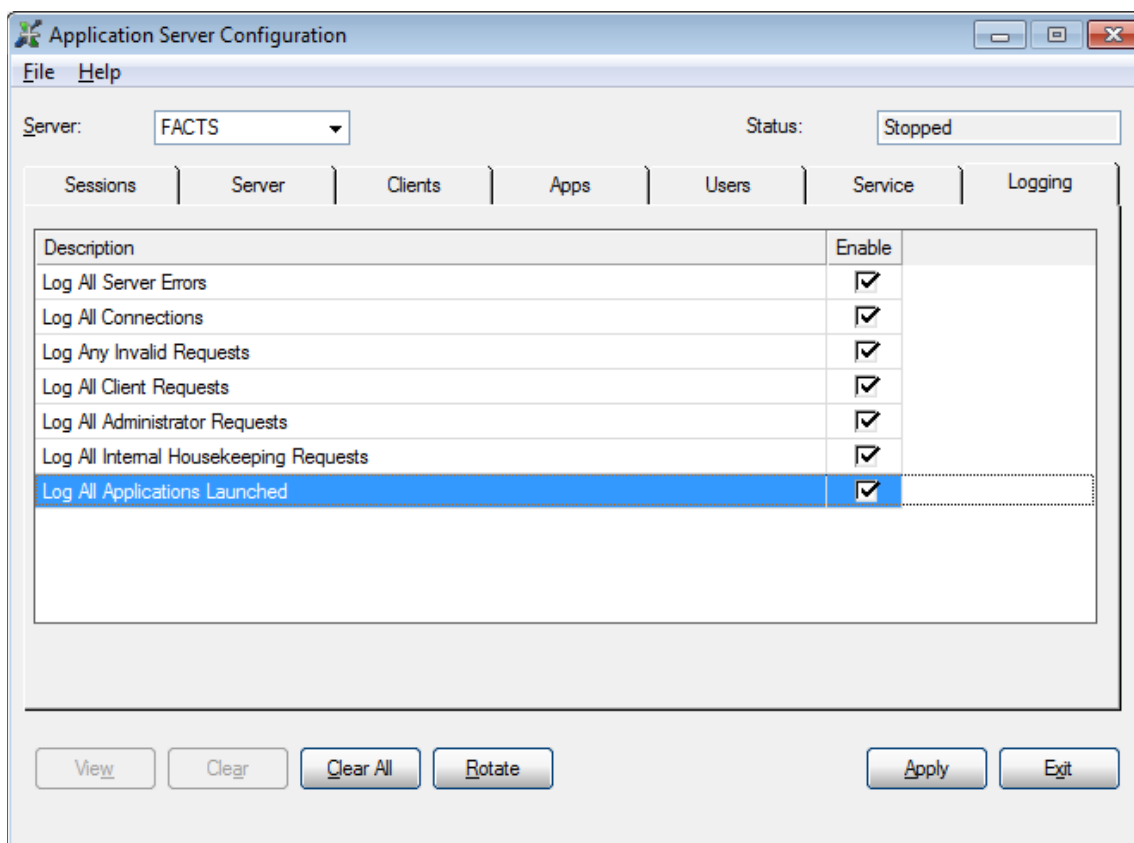 Application Server Configuration
File Help
Server: FACTS Status: Stopped
Sessions Server Clients Apps Users Service Logging
Description Enable
Log All Server Errors
Log All Connections
Log Any Invalid Requests
Log All Client Requests
Log All Administrator Requests
Log All Internal Housekeeping Requests
Log All Applications Launched
View Clear Clear All Rotate Apply Exit